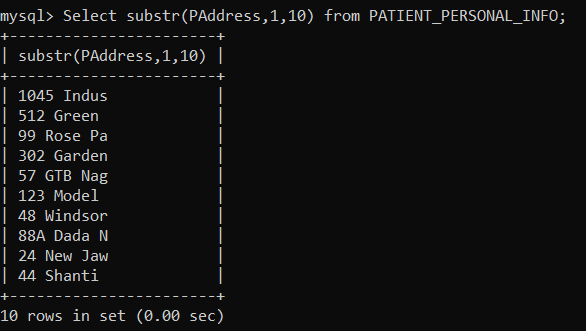 mysql> Select substr(PAddress,1,10) from PATIENT_PERSONAL_INFO;
+-----------------------+
| substr(PAddress,1,10) |
+-----------------------+
| 1045 Indus            |
| 512 Green             |
| 99 Rose Pa            |
| 302 Garden            |
| 57 GTB Nag            |
| 123 Model             |
| 48 Windsor            |
| 88A Dada N            |
| 24 New Jaw            |
| 44 Shanti             |
+-----------------------+
10 rows in set (0.00 sec)